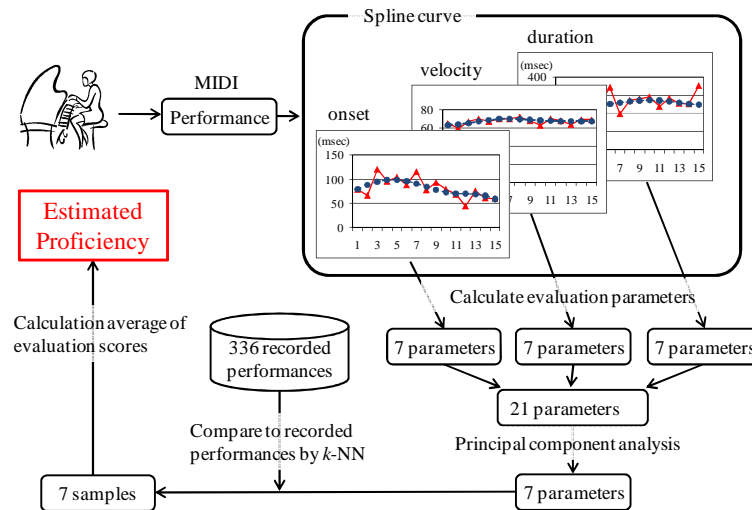 Spline curve
duration
(msec)
400
7 9 11 13 15
velocity
80
60
1 3 5 7 9 11 13 15
onset
(msec)
150
100
50
0
1 3 5 7 9 11 13 15
MIDI
Performance
Estimated
Proficiency
Calculate evaluation parameters
Calculation average of
evaluation scores
336 recorded
performances
7 parameters
7 parameters
7 parameters
21 parameters
Compare to recorded
performances by k-NN
Principal component analysis
7 samples
7 parameters